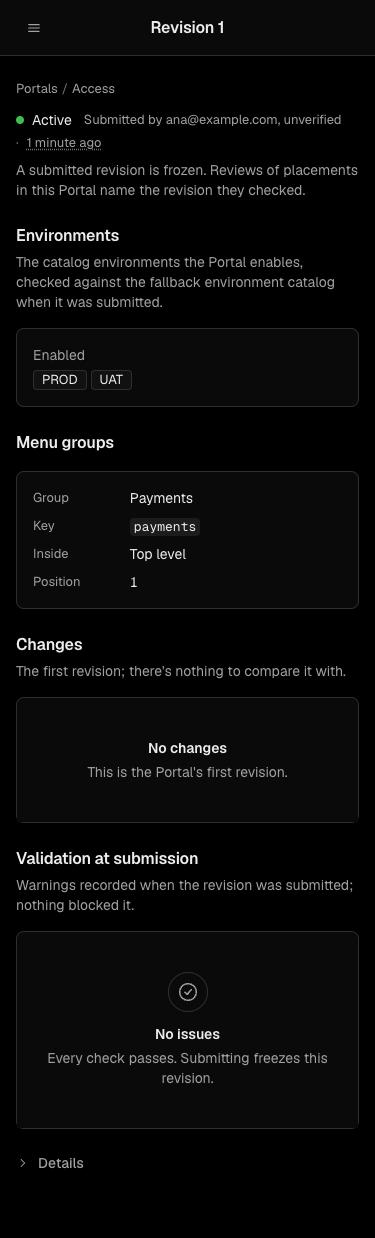 Revision 1
Portals / Access
Active Submitted by ana@example.com, unverified
· 1 minute ago
A submitted revision is frozen. Reviews of placements
in this Portal name the revision they checked.
Environments
The catalog environments the Portal enables,
checked against the fallback environment catalog
when it was submitted.
Enabled
PROD UAT
Menu groups
Group Payments
Key payments
Inside Top level
Position 1
Changes
The first revision; there's nothing to compare it with.
No changes
This is the Portal's first revision.
Validation at submission
Warnings recorded when the revision was submitted;
nothing blocked it.
No issues
Every check passes. Submitting freezes this
revision.
Details